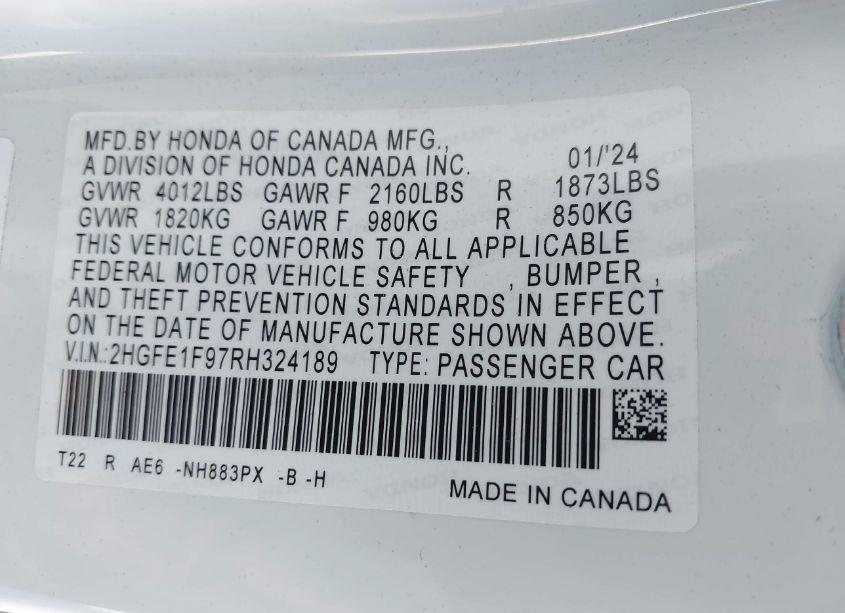 MFD.BY HONDA OF CANADA MFG.,
A DIVISION OF HONDA CANADA INC. 01/'24
GVWR 4012LBS GAWR F 2160LBS R 1873LBS
GVWR 1820KG GAWR F 980KG R 850KG
THIS VEHICLE CONFORMS TO ALL APPLICABLE
FEDERAL MOTOR VEHICLE SAFETY , BUMPER ,
AND THEFT PREVENTION STANDARDS IN EFFECT
ON THE DATE OF MANUFACTURE SHOWN ABOVE.
V.I.N.:2HGFE1F97RH324189 TYPE: PASSENGER CAR
T22 R AE6 -NH883PX -B -H
MADE IN CANADA